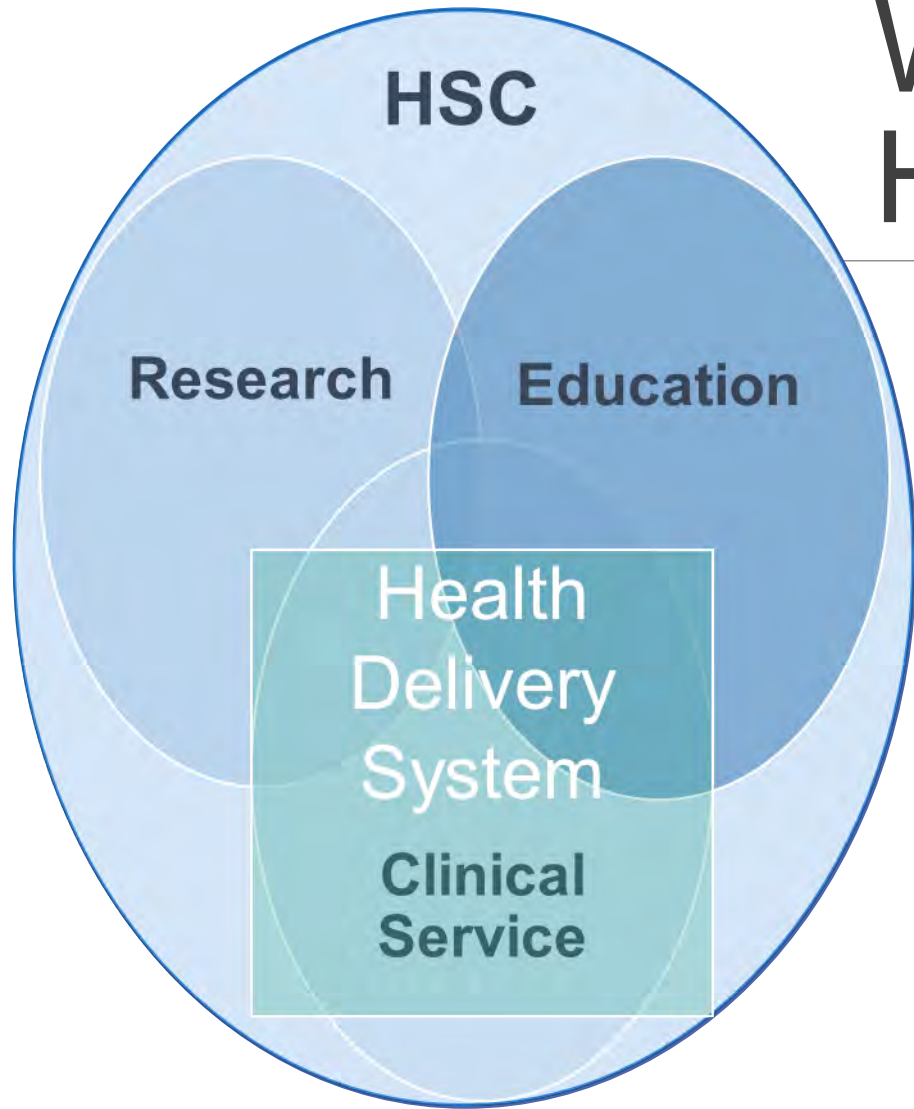 HSC
Research
Education
Health
Delivery
System
Clinical
Service